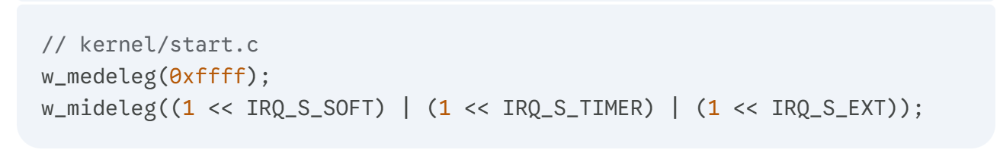 // kernel/start.c
w_medeleg(0xffff);
w_mideleg((1 << IRQ_S_SOFT) | (1 << IRQ_S_TIMER) | (1 << IRQ_S_EXT));